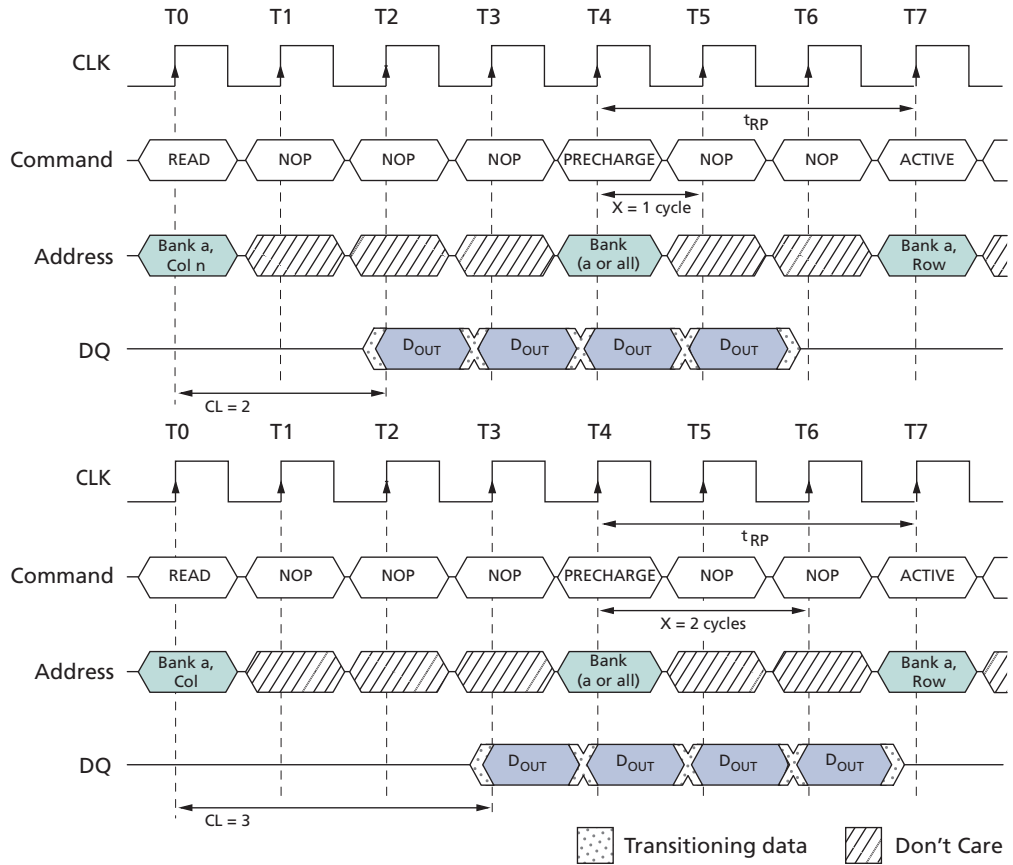 T0 T1 T2 T3 T4 T5 T6 T7
CLK
tRP
Command READ NOP NOP NOP PRECHARGE NOP NOP ACTIVE
X = 1 cycle
Address Bank a, Col n Bank (a or all) Bank a, Row
DQ DOUT DOUT DOUT DOUT
CL = 2
T0 T1 T2 T3 T4 T5 T6 T7
CLK
tRP
Command READ NOP NOP NOP PRECHARGE NOP NOP ACTIVE
X = 2 cycles
Address Bank a, Col Bank (a or all) Bank a, Row
DQ DOUT DOUT DOUT DOUT
CL = 3
Transitioning data Don't Care